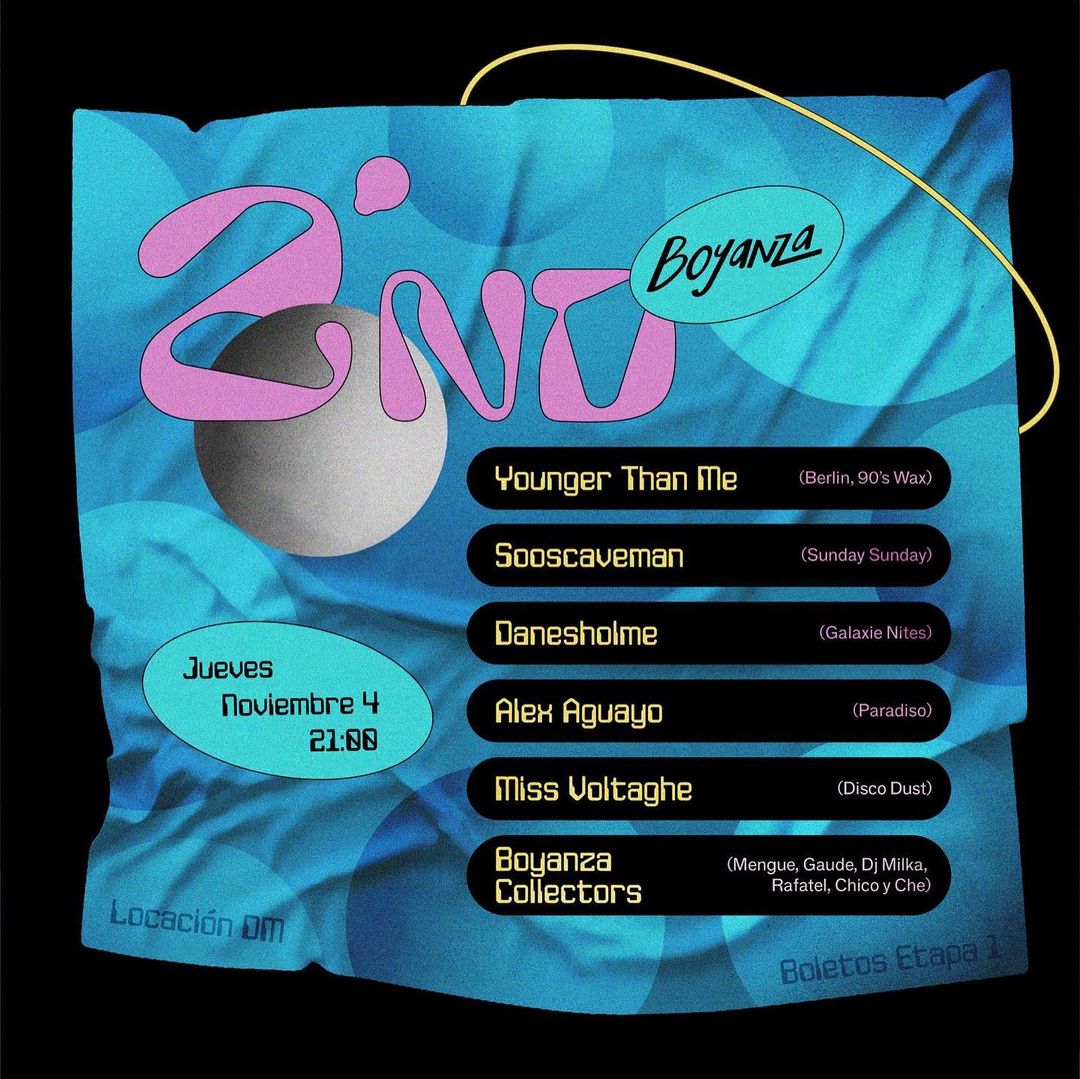 2'ND
Boyanza
Younger Than Me (Berlin, 90's Wax)
Sooscaveman (Sunday Sunday)
Danesholme (Galaxie Nites)
Alex Aguayo (Paradiso)
Miss Voltaghe (Disco Dust)
Boyanza
Collectors
(Mengue, Gaude, Dj Milka,
Rafatel, Chico y Che)
Jueves
Noviembre 4
21:00
Locación DM
Boletos Etapa 1